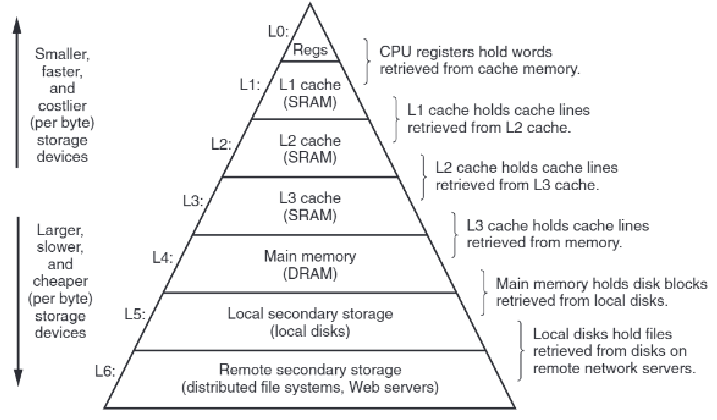 Smaller,
faster,
and
costlier
(per byte)
storage
devices
Larger,
slower,
and
cheaper
(per byte)
storage
devices
L0:
Regs
CPU registers hold words
retrieved from cache memory.
L1:
L1 cache
(SRAM)
L1 cache holds cache lines
retrieved from L2 cache.
L2:
L2 cache
(SRAM)
L2 cache holds cache lines
retrieved from L3 cache.
L3:
L3 cache
(SRAM)
L3 cache holds cache lines
retrieved from memory.
L4:
Main memory
(DRAM)
Main memory holds disk blocks
retrieved from local disks.
L5:
Local secondary storage
(local disks)
Local disks hold files
retrieved from disks on
remote network servers.
L6:
Remote secondary storage
(distributed file systems, Web servers)